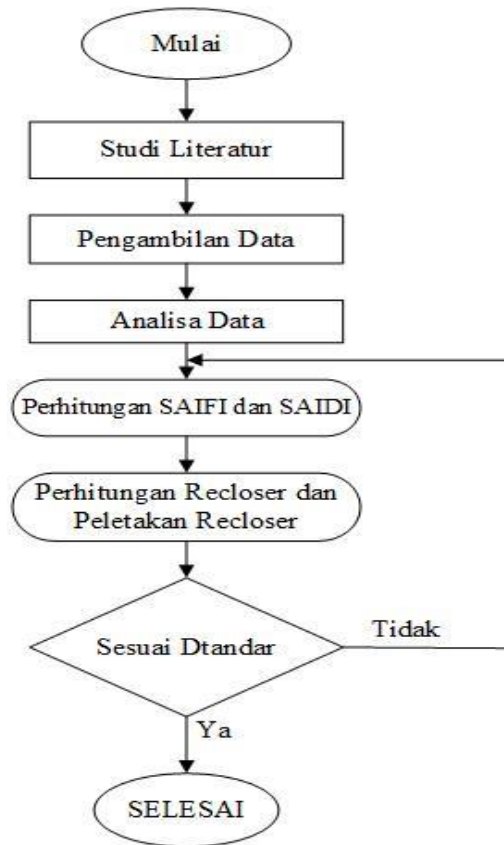 Mulai
Studi Literatur
Pengambilan Data
Analisa Data
Perhitungan SAIFI dan SAIDI
Perhitungan Recloser dan
Peletakan Recloser
Sesuai Dtandar
Tidak
Ya
SELESAI